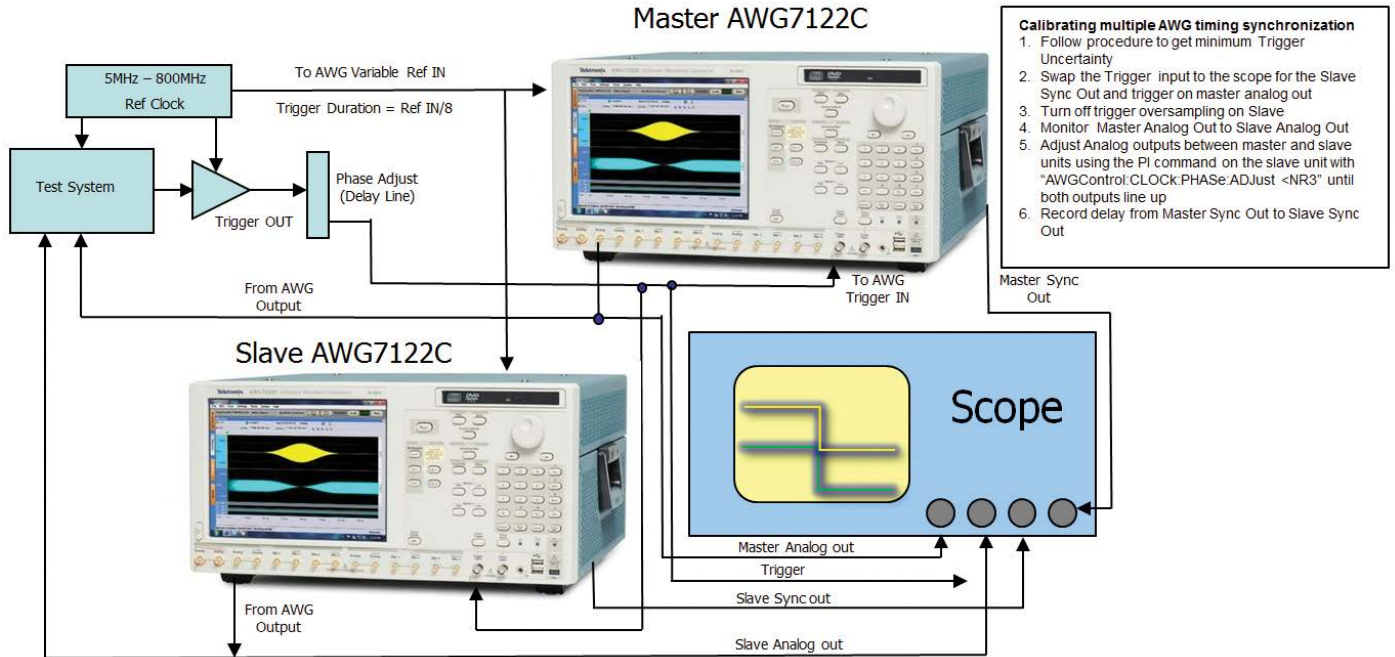 Master AWG7122C
Calibrating multiple AWG timing synchronization
1. Follow procedure to get minimum Trigger
Uncertainty
2. Swap the Trigger input to the scope for the Slave
Sync Out and trigger on master analog out
3. Turn off trigger oversampling on Slave
4. Monitor Master Analog Out to Slave Analog Out
5. Adjust Analog outputs between master and slave
units using the PI command on the slave unit with
“AWGControl:CLOCk:PHASe:ADJust <NR3” until
both outputs line up
6. Record delay from Master Sync Out to Slave Sync
Out
5MHz – 800MHz
Ref Clock
To AWG Variable Ref IN
Trigger Duration = Ref IN/8
Tektronix
Test System
Trigger OUT
Phase Adjust
(Delay Line)
From AWG
Output
To AWG
Trigger IN
Master Sync
Out
Slave AWG7122C
Tektronix
Scope
Master Analog out
Trigger
Slave Sync out
From AWG
Output
Slave Analog out